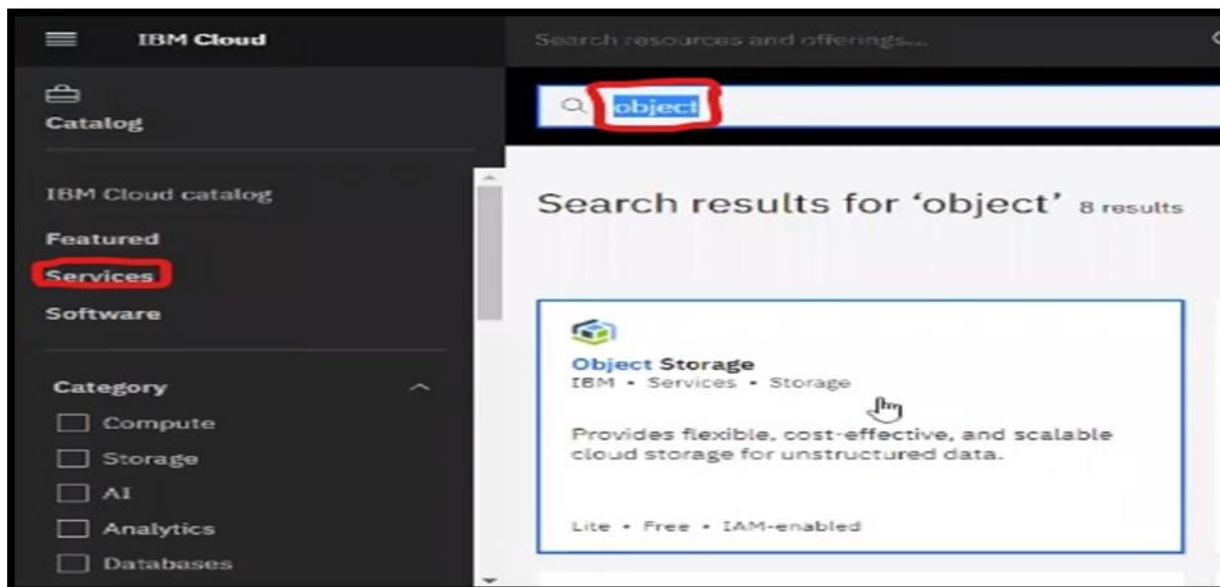 IBM Cloud
Search resources and offerings...
Catalog
object
IBM Cloud catalog
Featured
Services
Software
Category
Compute
Storage
AI
Analytics
Databases
Search results for ‘object’ 8 results
Object Storage
IBM • Services • Storage
Provides flexible, cost-effective, and scalable
cloud storage for unstructured data.
Lite • Free • IAM-enabled